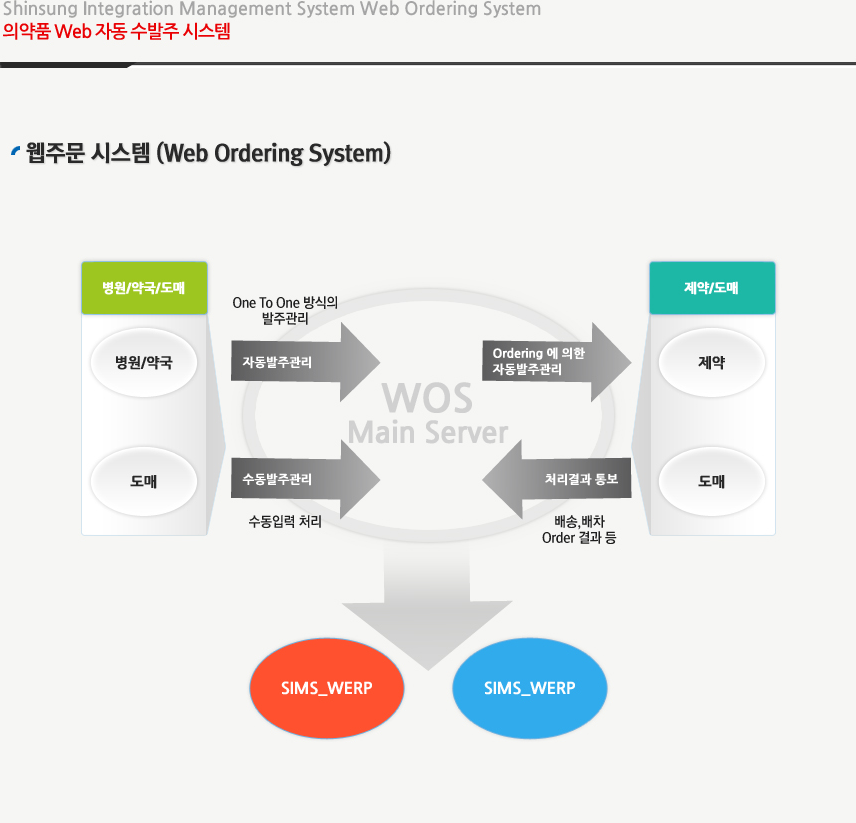 Shinsung Integration Management System Web Ordering System
의약품 Web 자동 수발주 시스템
웹주문 시스템 (Web Ordering System)
병원/약국/도매
병원/약국
도매
One To One 방식의
발주관리
자동발주관리
수동발주관리
수동입력 처리
WOS
Main Server
Ordering 에 의한
자동발주관리
처리결과 통보
배송,배차
Order 결과 등
제약/도매
제약
도매
SIMS_WERP
SIMS_WERP